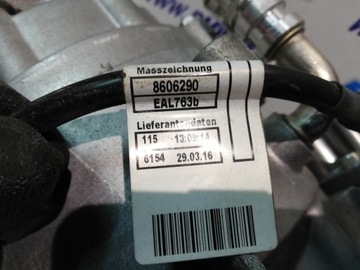 Masszeichnung
8606290
EAL763b
Lieferantendaten
115 13:09:14
6154 29.03.16